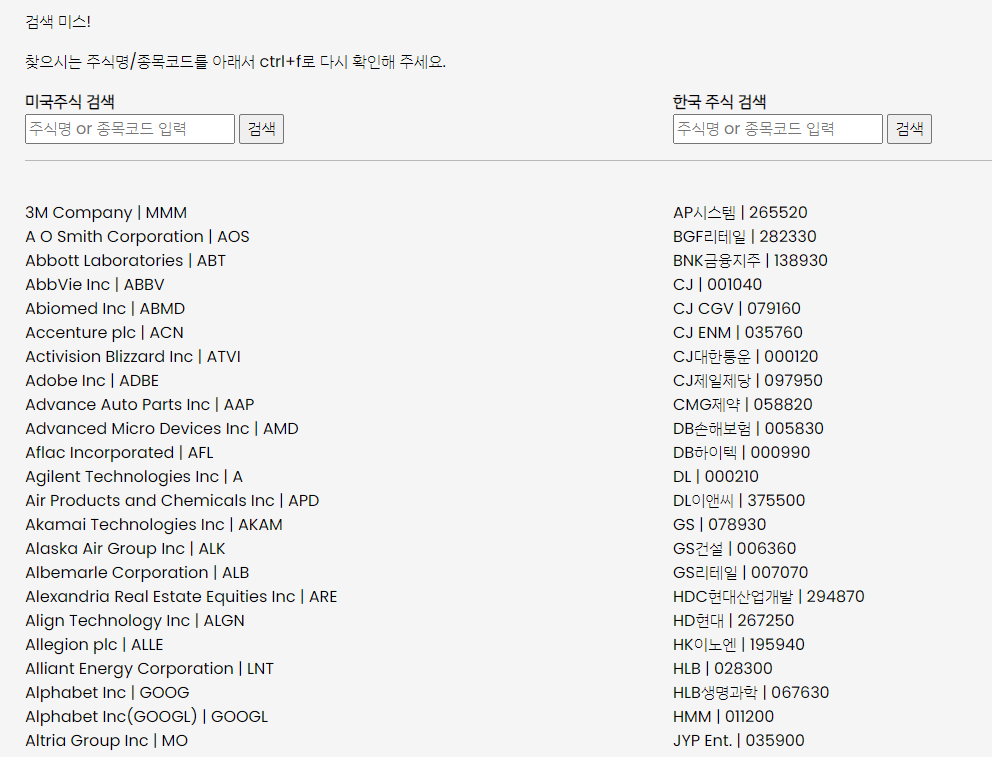 검색 미스!
찾으시는 주식명/종목코드를 아래서 ctrl+f로 다시 확인해 주세요.
미국주식 검색
주식명 or 종목코드 입력 검색
한국 주식 검색
주식명 or 종목코드 입력 검색
3M Company | MMM
A O Smith Corporation | AOS
Abbott Laboratories | ABT
AbbVie Inc | ABBV
Abiomed Inc | ABMD
Accenture plc | ACN
Activision Blizzard Inc | ATVI
Adobe Inc | ADBE
Advance Auto Parts Inc | AAP
Advanced Micro Devices Inc | AMD
Aflac Incorporated | AFL
Agilent Technologies Inc | A
Air Products and Chemicals Inc | APD
Akamai Technologies Inc | AKAM
Alaska Air Group Inc | ALK
Albemarle Corporation | ALB
Alexandria Real Estate Equities Inc | ARE
Align Technology Inc | ALGN
Allegion plc | ALLE
Alliant Energy Corporation | LNT
Alphabet Inc | GOOG
Alphabet Inc(GOOGL) | GOOGL
Altria Group Inc | MO
AP시스템 | 265520
BGF리테일 | 282330
BNK금융지주 | 138930
CJ | 001040
CJ CGV | 079160
CJ ENM | 035760
CJ대한통운 | 000120
CJ제일제당 | 097950
CMG제약 | 058820
DB손해보험 | 005830
DB하이텍 | 000990
DL | 000210
DL이앤씨 | 375500
GS | 078930
GS건설 | 006360
GS리테일 | 007070
HDC현대산업개발 | 294870
HD현대 | 267250
HK이노엔 | 195940
HLB | 028300
HLB생명과학 | 067630
HMM | 011200
JYP Ent. | 035900